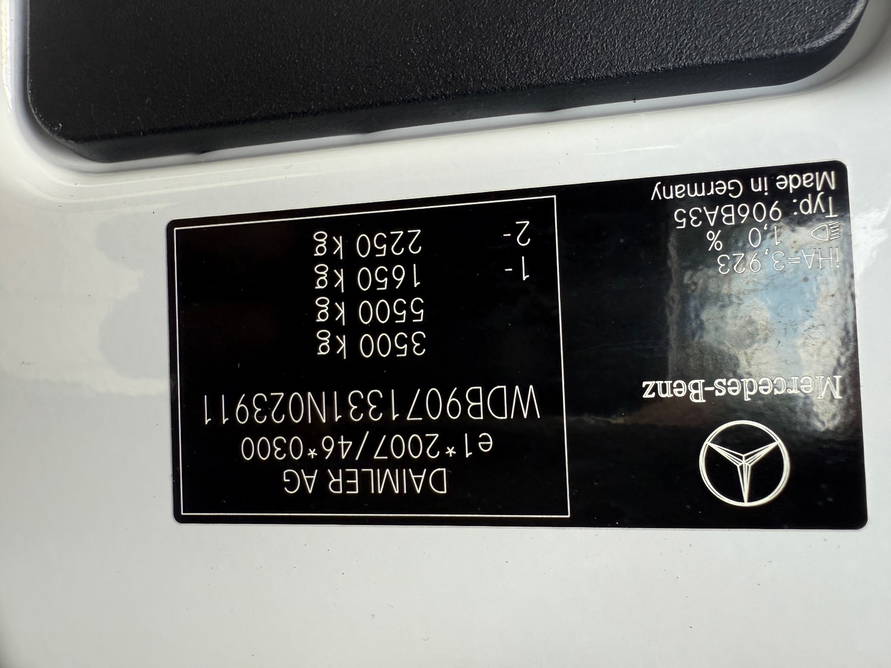 DAIMLER AG
e1*2007/46*0300
WDB9071331N023911
3500 kg
5500 kg
1- 1650 kg
2- 2250 kg
Mercedes-Benz
iHA=3,923
1,0 %
Typ: 906BA35
Made in Germany